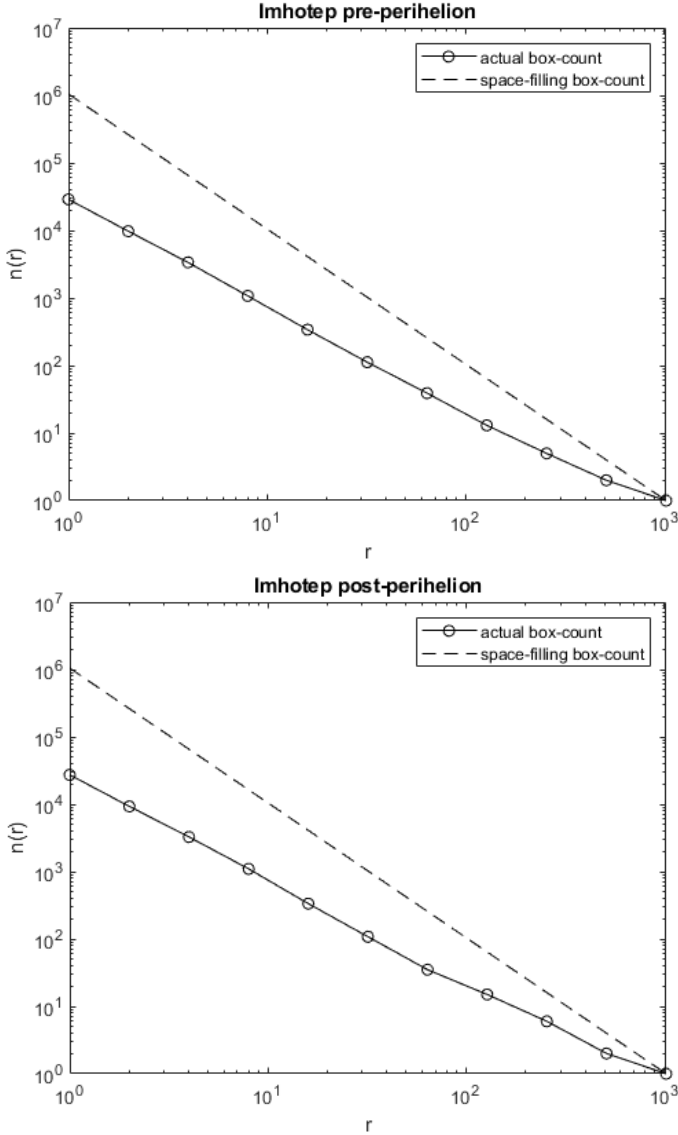 Imhotep pre-perihelion
10^7
10^6
10^5
10^4
10^3
10^2
10^1
10^0
n(r)
actual box-count
space-filling box-count
10^0
10^1
10^2
10^3
r
Imhotep post-perihelion
10^7
10^6
10^5
10^4
10^3
10^2
10^1
10^0
n(r)
actual box-count
space-filling box-count
10^0
10^1
10^2
10^3
r